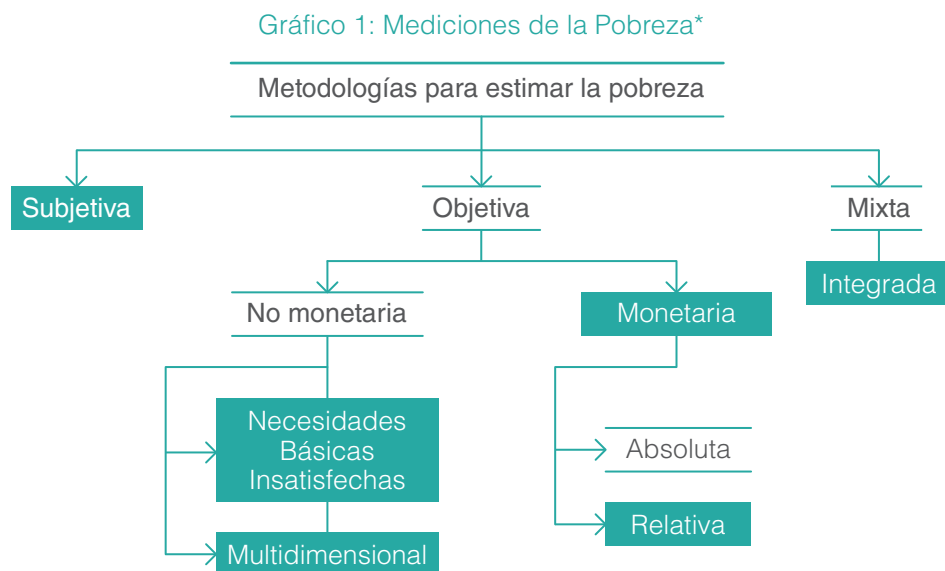 Gráfico 1: Mediciones de la Pobreza*
Metodologías para estimar la pobreza
Subjetiva
Objetiva
Mixta
Integrada
No monetaria
Monetaria
Necesidades
Básicas
Insatisfechas
Multidimensional
Absoluta
Relativa